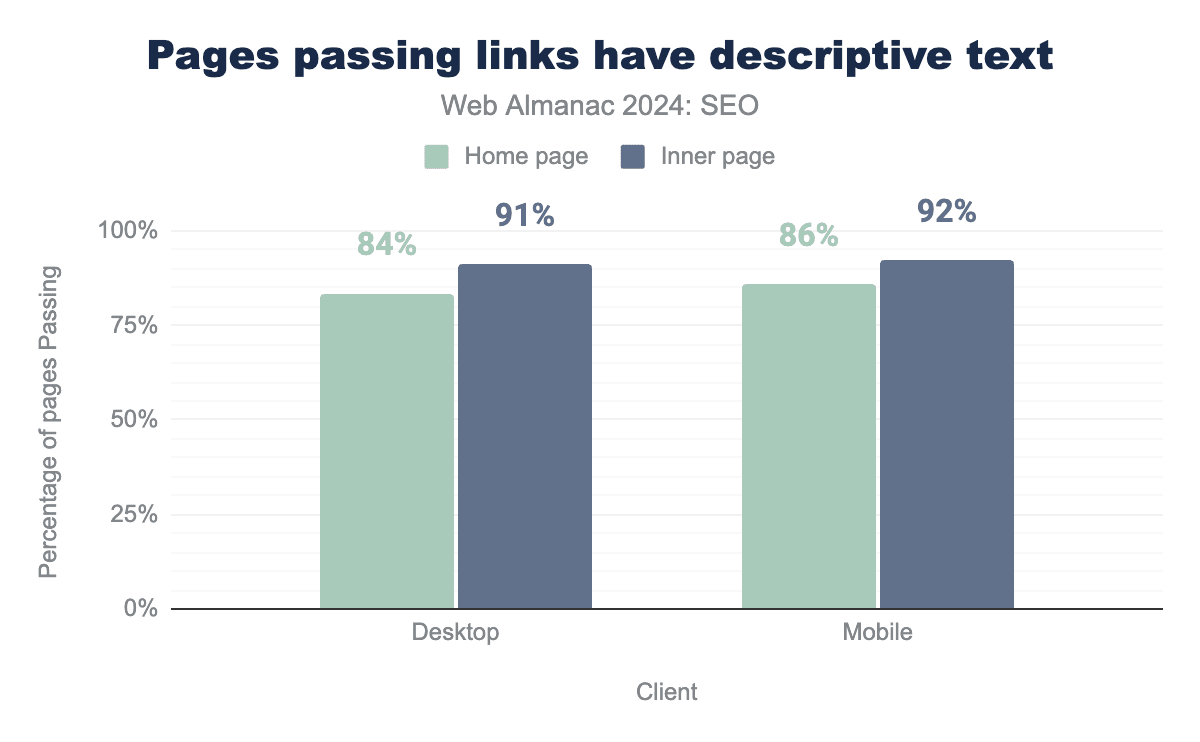 Pages passing links have descriptive text
Web Almanac 2024: SEO
Home page
Inner page
Percentage of pages Passing
100%
75%
50%
25%
0%
84%
91%
86%
92%
Desktop
Mobile
Client